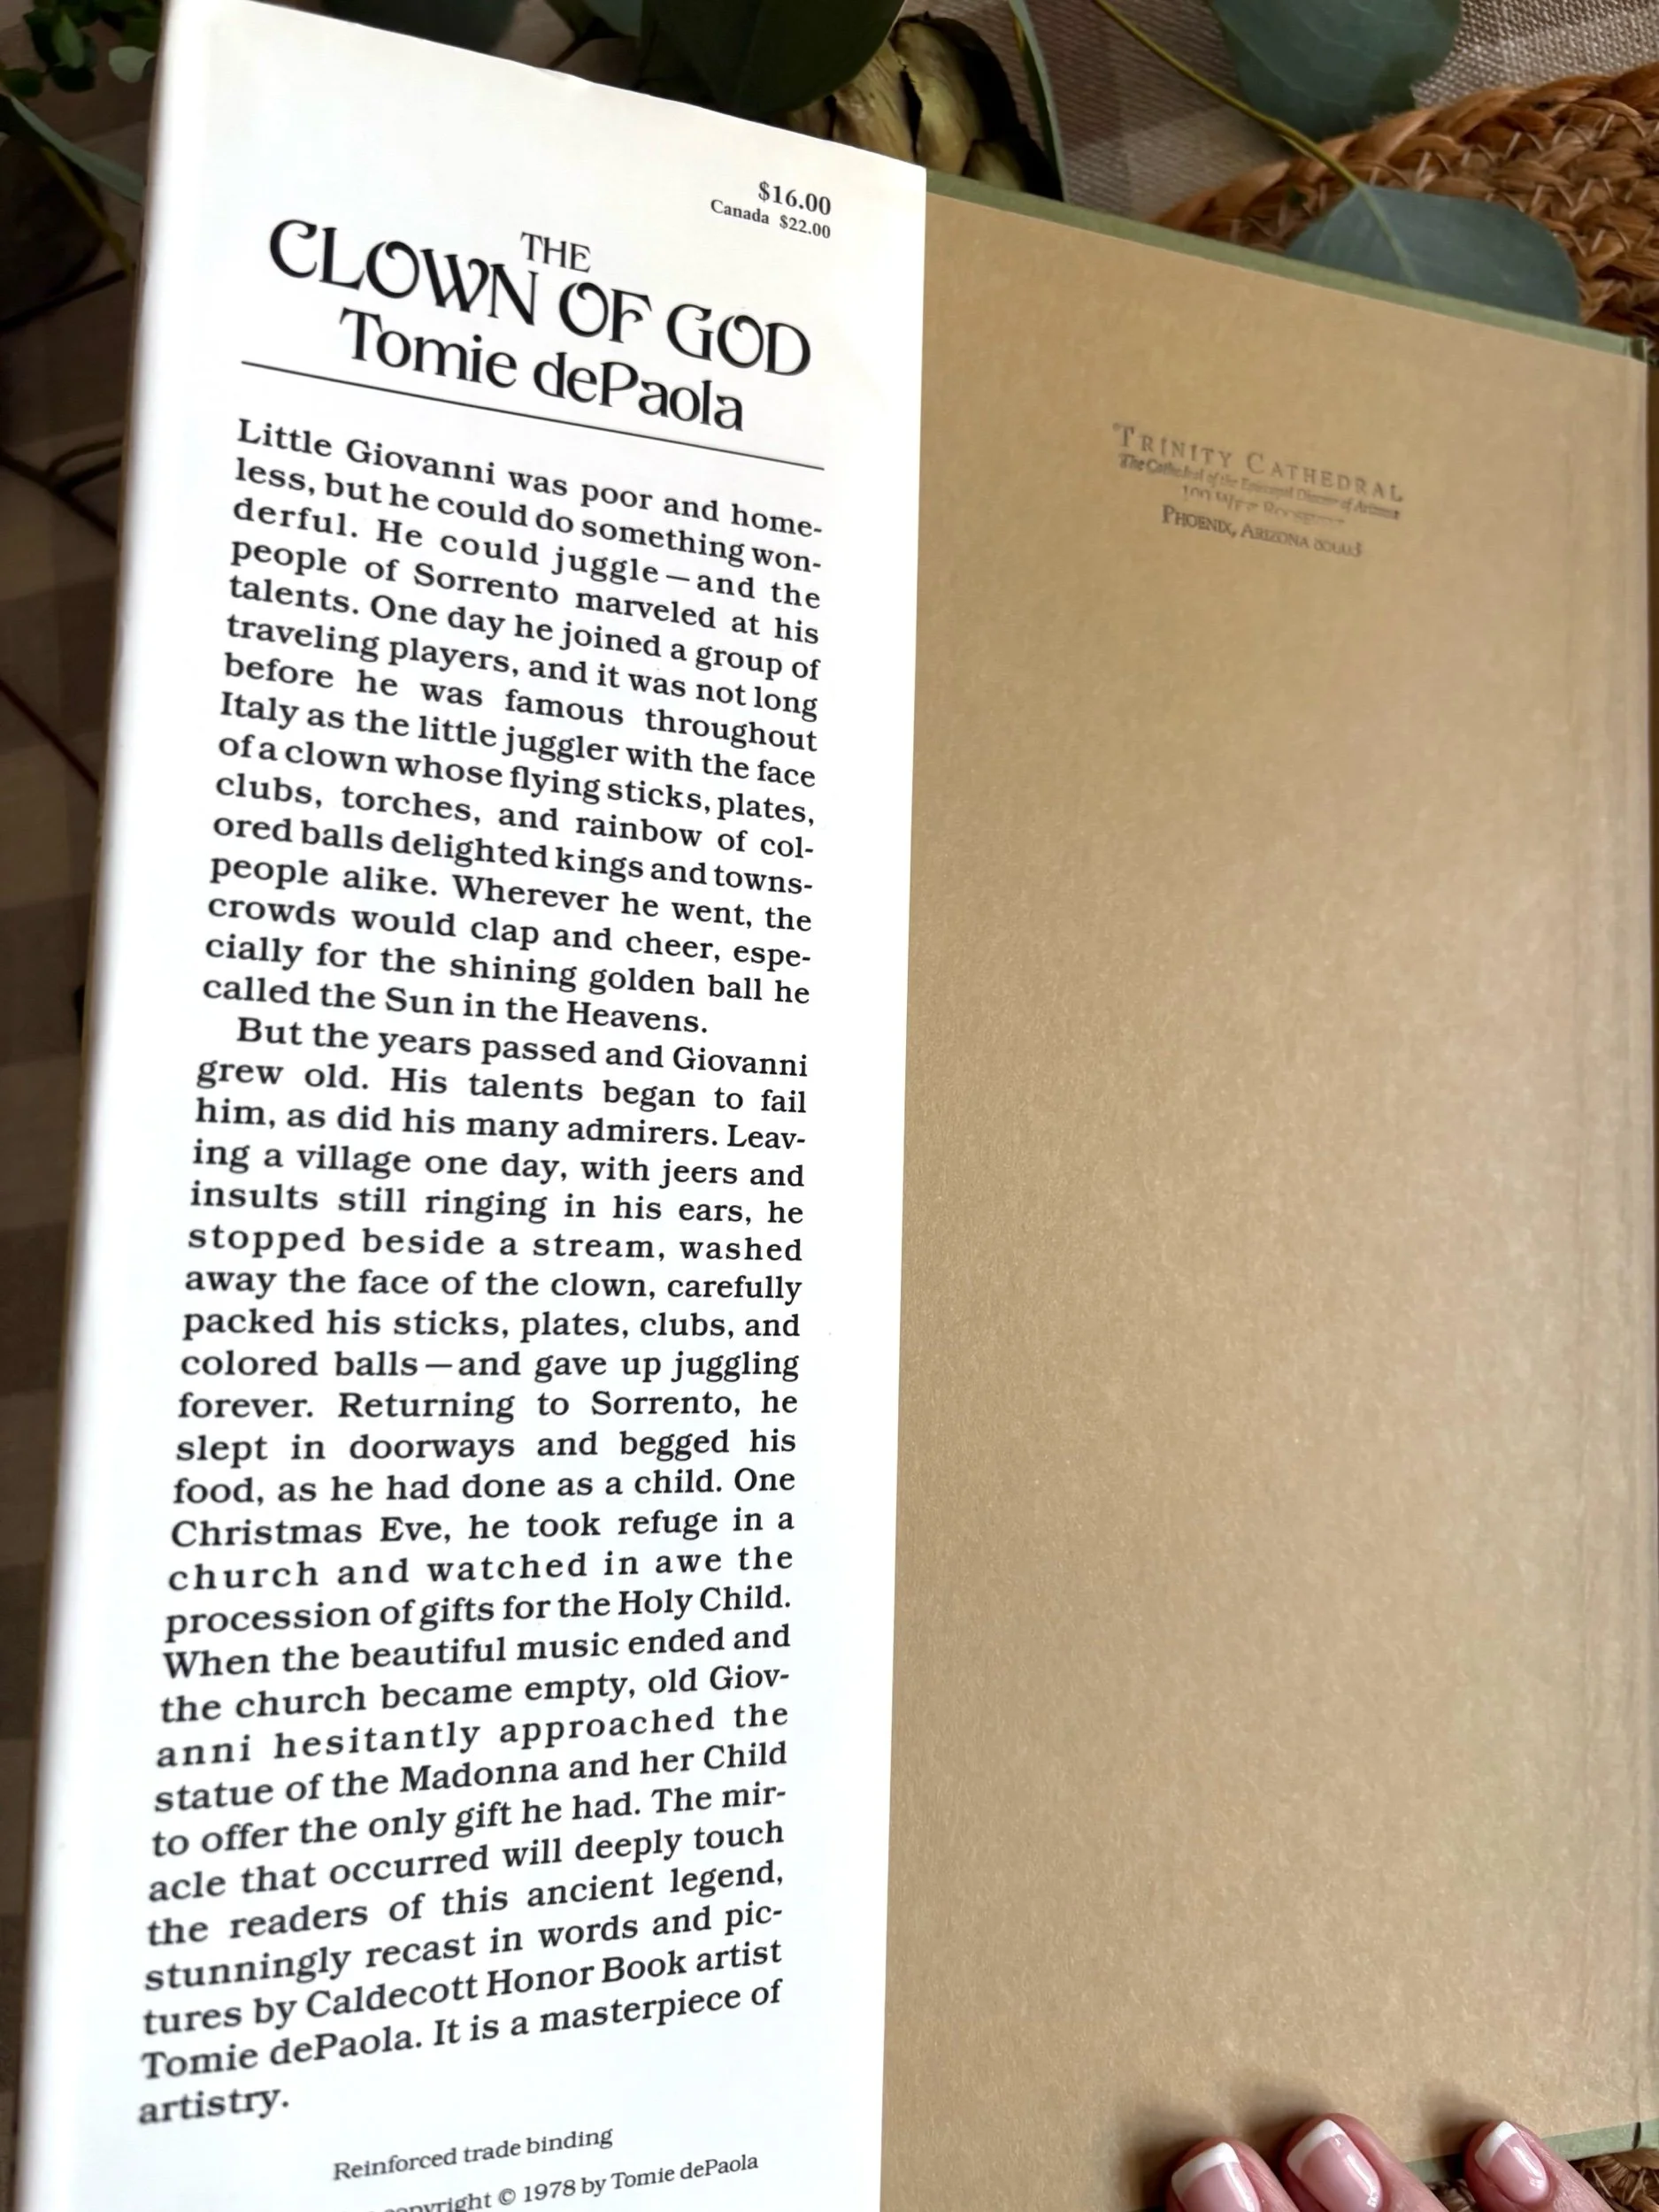 $16.00
Canada $22.00
THE
CLOWN OF GOD
Tomie dePaola
Little Giovanni was poor and home-
less, but he could do something won-
derful. He could juggle—and the
people of Sorrento marveled at his
talents. One day he joined a group of
traveling players, and it was not long
before he was famous throughout
Italy as the little juggler with the face
of a clown whose flying sticks, plates,
clubs, torches, and rainbow of col-
ored balls delighted kings and towns-
people alike. Wherever he went, the
crowds would clap and cheer, espe-
cially for the shining golden ball he
called the Sun in the Heavens.
But the years passed and Giovanni
grew old. His talents began to fail
him, as did his many admirers. Leav-
ing a village one day, with jeers and
insults still ringing in his ears, he
stopped beside a stream, washed
away the face of the clown, carefully
packed his sticks, plates, clubs, and
colored balls—and gave up juggling
forever. Returning to Sorrento, he
slept in doorways and begged his
food, as he had done as a child. One
Christmas Eve, he took refuge in a
church and watched in awe the
procession of gifts for the Holy Child.
When the beautiful music ended and
the church became empty, old Giov-
anni hesitantly approached the
statue of the Madonna and her Child
to offer the only gift he had. The mir-
acle that occurred will deeply touch
the readers of this ancient legend,
stunningly recast in words and pic-
tures by Caldecott Honor Book artist
Tomie dePaola. It is a masterpiece of
artistry.
Reinforced trade binding
© 1978 by Tomie dePaola
TRINITY CATHEDRAL
The Cathedral of the Episcopal Diocese of Arizona
100
PHOENIX, ARIZONA